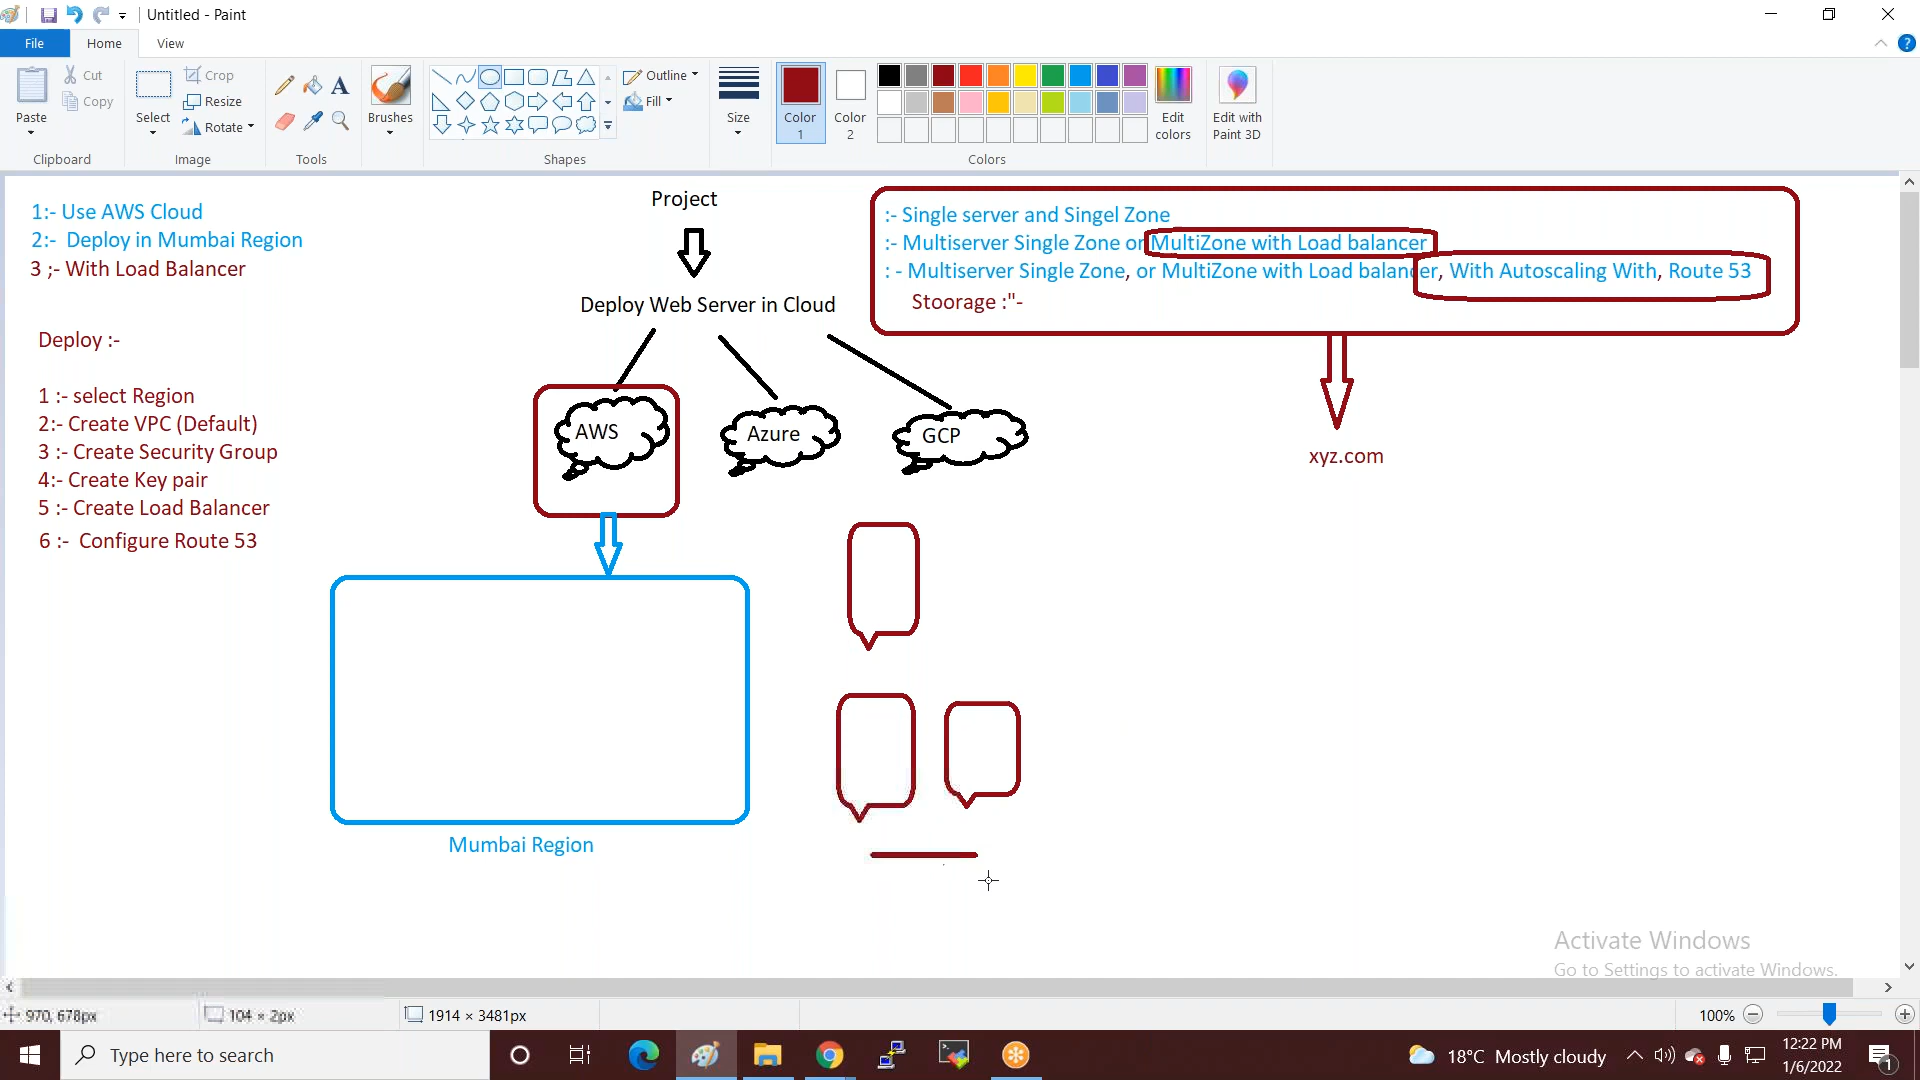 Untitled - Paint
File
Home
View
Paste
Cut
Copy
Clipboard
Select
Crop
Resize
Rotate
Image
A
Tools
Brushes
Outline
Fill
Shapes
Size
Color
1
Color
2
Edit
colors
Colors
Edit with
Paint 3D
1:- Use AWS Cloud
2:- Deploy in Mumbai Region
3 ;- With Load Balancer
Deploy :-
1 :- select Region
2:- Create VPC (Default)
3 :- Create Security Group
4:- Create Key pair
5 :- Create Load Balancer
6 :- Configure Route 53
Project
Deploy Web Server in Cloud
AWS
Azure
GCP
Mumbai Region
:- Single server and Singel Zone
:- Multiserver Single Zone or MultiZone with Load balancer
: - Multiserver Single Zone, or MultiZone with Load balancer, With Autoscaling With, Route 53
Stoorage :"-
xyz.com
Activate Windows
Go to Settings to activate Windows.
970, 678px
104 × 2px
1914 × 3481px
100%
Type here to search
18°C Mostly cloudy
12:22 PM
1/6/2022
1